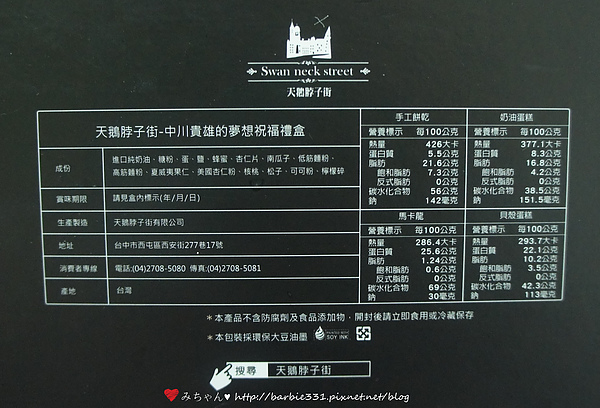 Swan neck street
天鵝脖子街
天鵝脖子街-中川貴雄的夢想祝福禮盒
成份
進口純奶油、糖粉、蛋、鹽、蜂蜜、杏仁片、南瓜子、低筋麵粉、
高筋麵粉、夏威夷果仁、美國杏仁粉、核桃、松子、可可粉、檸檬碎
賞味期限
請見盒內標示(年/月/日)
生產製造
天鵝脖子街有限公司
地址
台中市西屯區西安街277巷17號
消費者專線
電話:(04)2708-5080 傳真:(04)2708-5081
產地
台灣
手工餅乾
營養標示 每100公克
熱量 426大卡
蛋白質 5.5公克
脂肪 21.6公克
飽和脂肪 15.2公克
反式脂肪 0公克
碳水化合物 56公克
鈉 142毫克
奶油蛋糕
營養標示 每100公克
熱量 377.1大卡
蛋白質 8.3公克
脂肪 16.8公克
飽和脂肪 4.2公克
反式脂肪 0公克
碳水化合物 38.5公克
鈉 151.5毫克
馬卡龍
營養標示 每100公克
熱量 286.4大卡
蛋白質 25.6公克
脂肪 1.24公克
飽和脂肪 0.6公克
反式脂肪 0公克
碳水化合物 69公克
鈉 30毫克
貝殼蛋糕
營養標示 每100公克
熱量 293.7大卡
蛋白質 22.1公克
脂肪 10.2公克
飽和脂肪 3.5公克
反式脂肪 0公克
碳水化合物 42.3公克
鈉 113毫克
*本產品不含防腐劑及食品添加物，開封後請立即食用或冷藏保存
*本包裝採環保大豆油墨 PRINTED WITH SOY INK
搜尋 天鵝脖子街
❤みちゃん♥ http://barbie331.pixnet.net/blog